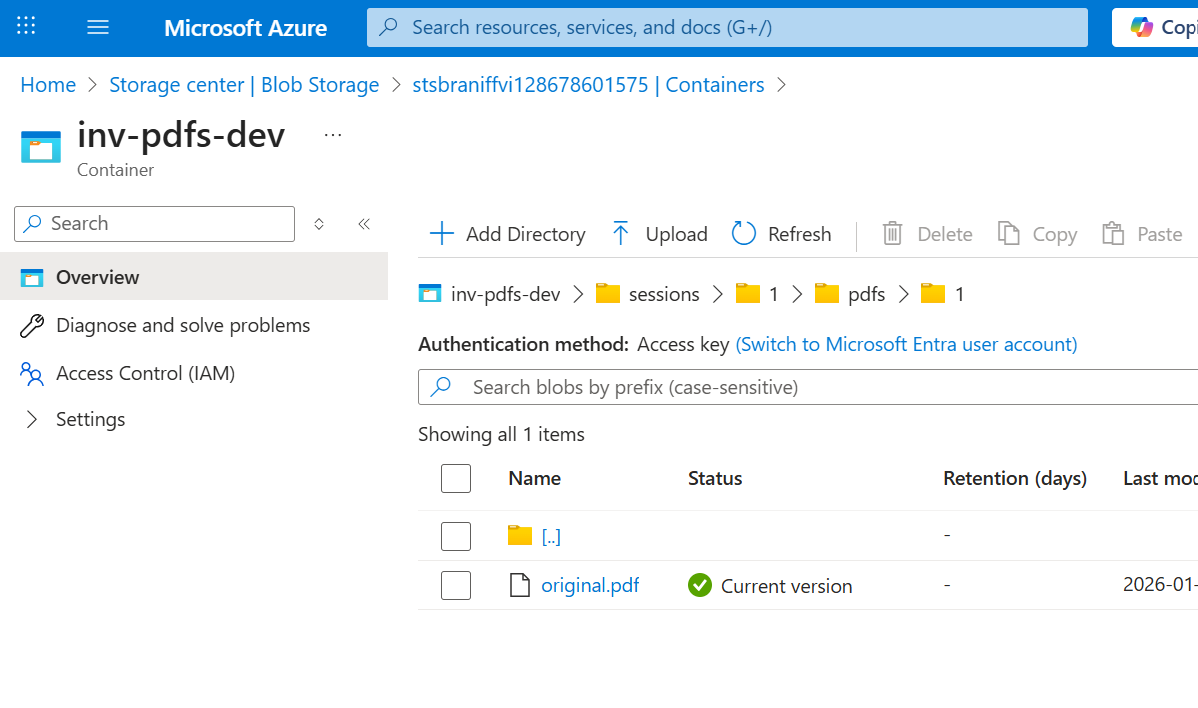 Microsoft Azure
Search resources, services, and docs (G+/)
Home > Storage center | Blob Storage > stsbraniffvi128678601575 | Containers >
inv-pdfs-dev ...
Container
Search
Overview
Diagnose and solve problems
Access Control (IAM)
Settings
Add Directory Upload Refresh Delete Copy Paste
inv-pdfs-dev > sessions > 1 > pdfs > 1
Authentication method: Access key (Switch to Microsoft Entra user account)
Search blobs by prefix (case-sensitive)
Showing all 1 items
Name Status Retention (days) Last
[..] -
original.pdf Current version - 2026-01-